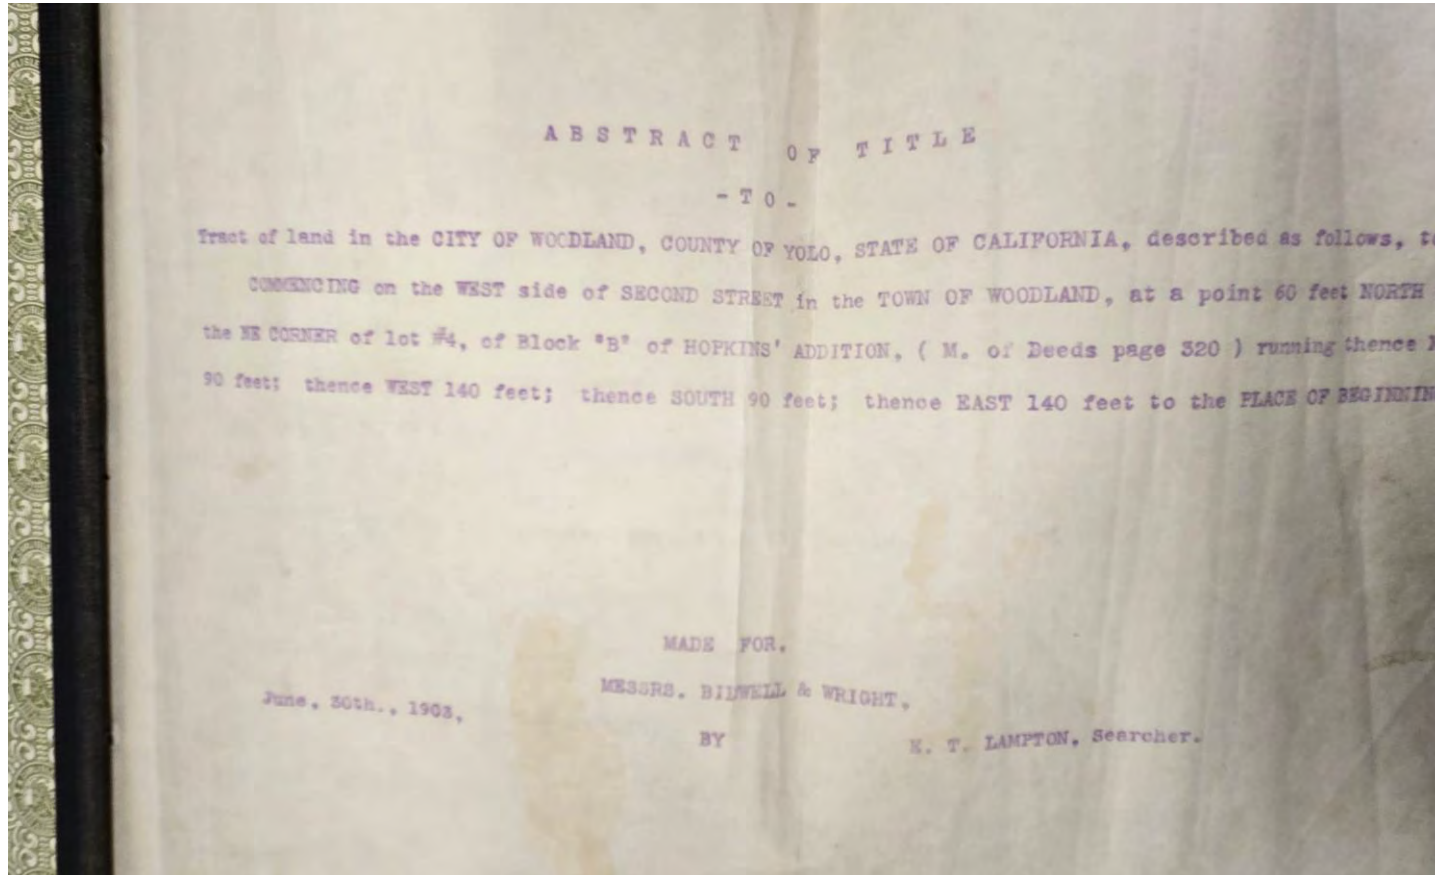 ABSTRACT OF TITLE
-TO-
Tract of land in the CITY OF WOODLAND, COUNTY OF YOLO, STATE OF CALIFORNIA, described as follows, to
COMMENCING on the WEST side of SECOND STREET in the TOWN OF WOODLAND, at a point 60 feet NORTH
the NE CORNER of lot #4, of Block "B" of HOPKINS' ADDITION, ( M. of Deeds page 320 ) running thence
90 feet; thence WEST 140 feet; thence SOUTH 90 feet; thence EAST 140 feet to the PLACE OF BEGINNIN
MADE FOR,
MESSRS. BIDWELL & WRIGHT,
June, 30th., 1903,
BY T. LAMPTON, Searcher.